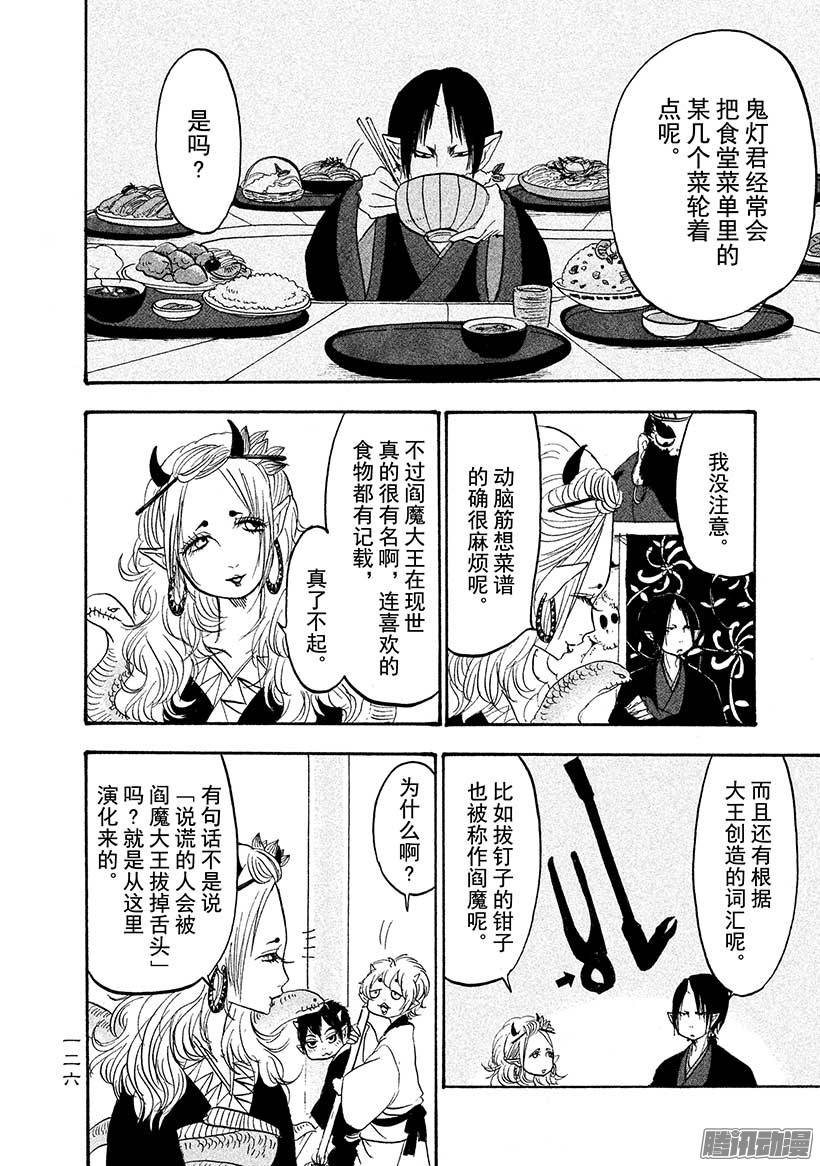 鬼灯君经常会
把食堂菜单里的
某几个菜轮着
点呢。
是吗？
我没注意。
动脑筋想菜谱
的确很麻烦呢。
不过阎魔大王在现世
真的很有名啊，连喜欢的
食物都有记载，
真了不起。
而且还有根据
大王创造的词汇呢。
比如拔钉子的钳子
也被称作阎魔呢。
为什么啊？
有句话不是说
「说谎的人会被
阎魔大王拔掉舌头」
吗？就是从这里
演化来的。
一二六
腾讯动漫